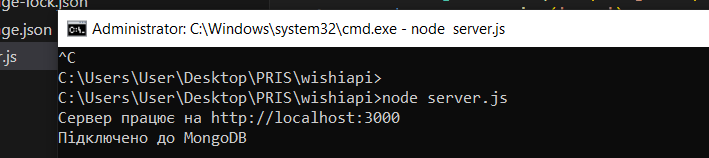 ge-lock.json
ge.json
r.js
Administrator: C:\Windows\system32\cmd.exe - node server.js
^C
C:\Users\User\Desktop\PRIS\wishiapi>
C:\Users\User\Desktop\PRIS\wishiapi>node server.js
Сервер працює на http://localhost:3000
Підключено до MongoDB